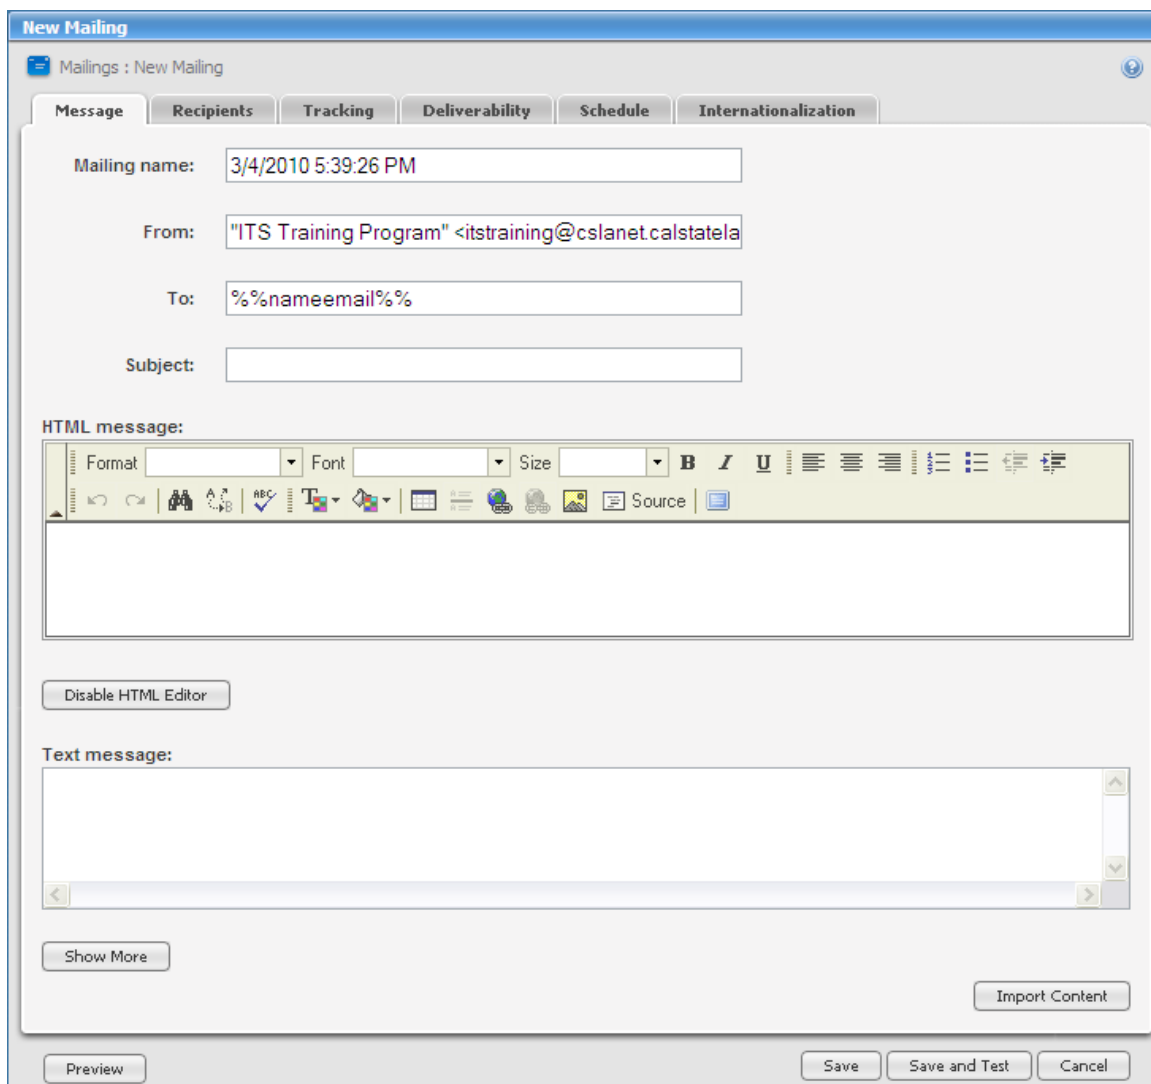 New Mailing
Mailings : New Mailing
Message Recipients Tracking Deliverability Schedule Internationalization
Mailing name: 3/4/2010 5:39:26 PM
From: "ITS Training Program" <itstraining@cslanet.calstatela
To: %%nameemail%%
Subject:
HTML message:
Format Font Size B I U
ABC Source
Disable HTML Editor
Text message:
Show More
Import Content
Preview Save Save and Test Cancel